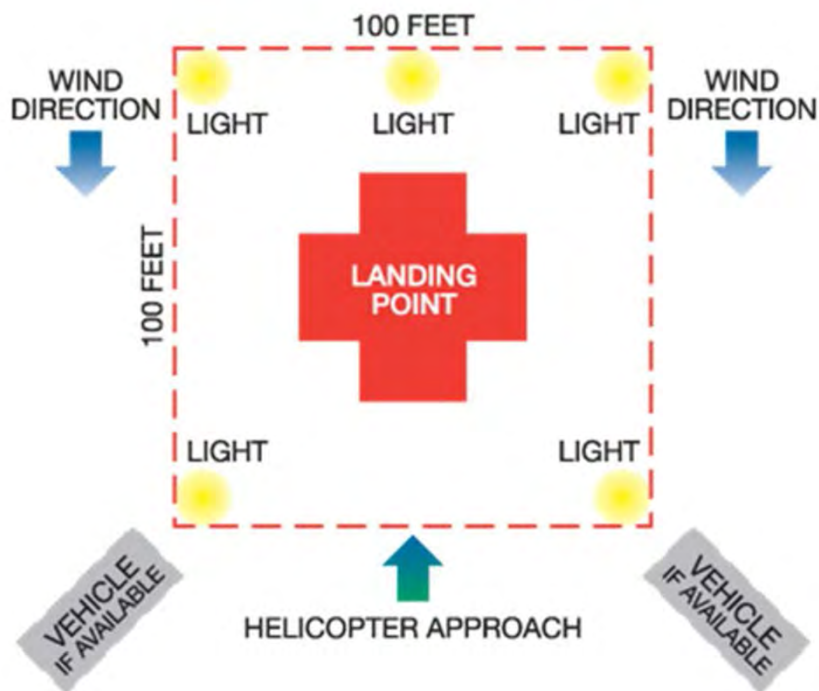 100 FEET
WIND
DIRECTION
WIND
DIRECTION
LIGHT
LIGHT
LIGHT
100 FEET
LANDING
POINT
LIGHT
LIGHT
VEHICLE
IF AVAILABLE
HELICOPTER APPROACH
VEHICLE
IF AVAILABLE